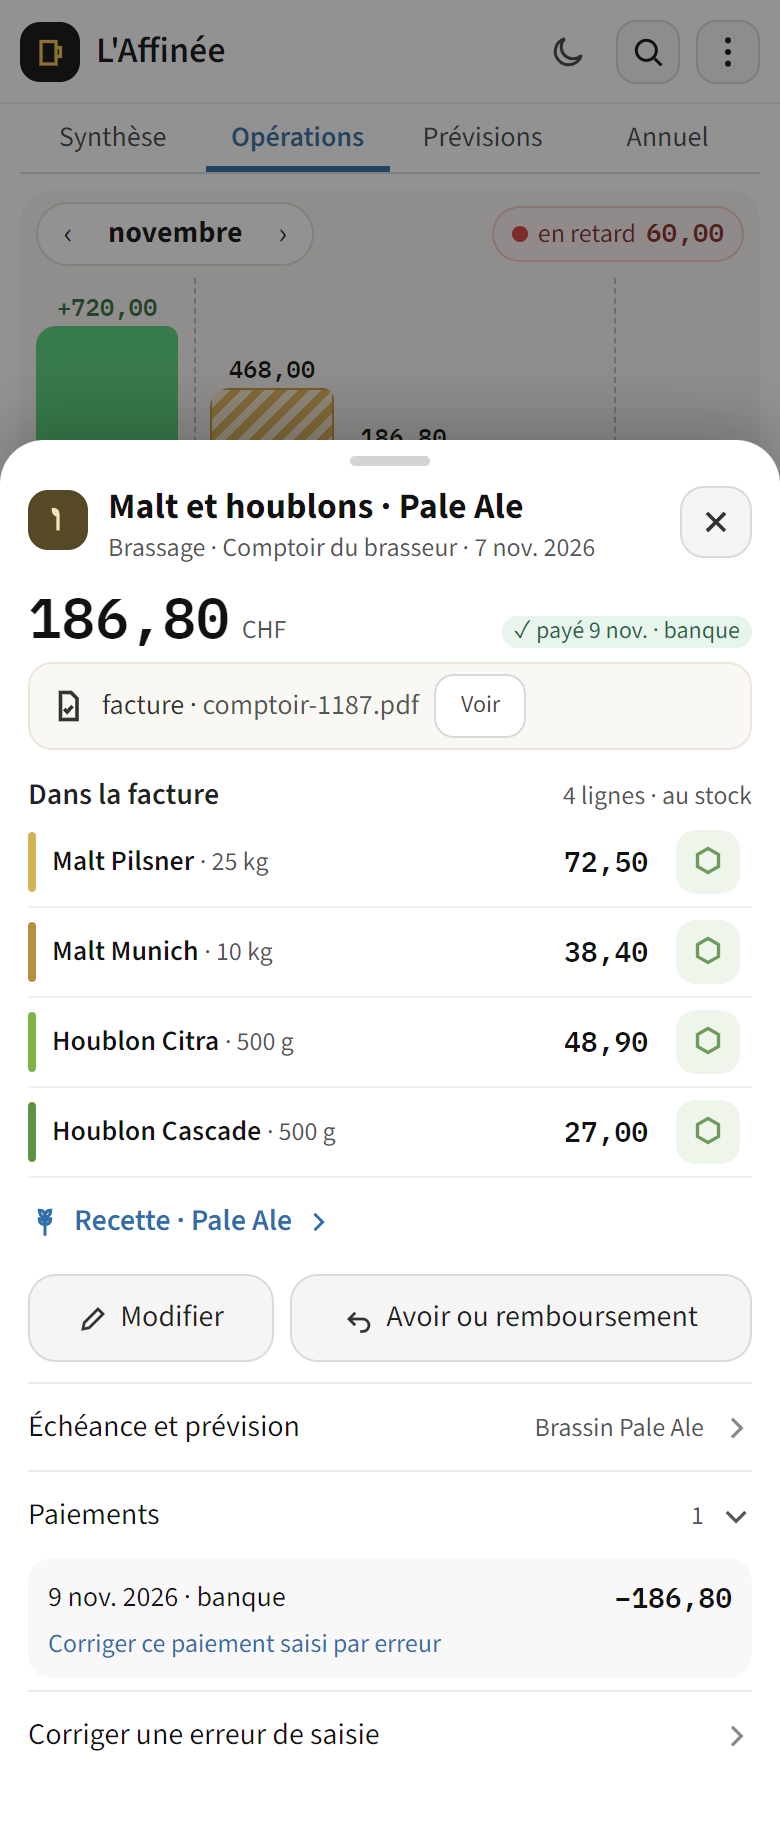 L'Affinée
Synthèse Opérations Prévisions Annuel
‹ novembre › en retard 60,00
+720,00
468,00
186,80
Malt et houblons · Pale Ale
Brassage · Comptoir du brasseur · 7 nov. 2026
186,80 CHF ✓ payé 9 nov. · banque
facture · comptoir-1187.pdf Voir
Dans la facture 4 lignes · au stock
Malt Pilsner · 25 kg 72,50
Malt Munich · 10 kg 38,40
Houblon Citra · 500 g 48,90
Houblon Cascade · 500 g 27,00
Recette · Pale Ale
Modifier Avoir ou remboursement
Échéance et prévision Brassin Pale Ale
Paiements 1
9 nov. 2026 · banque −186,80
Corriger ce paiement saisi par erreur
Corriger une erreur de saisie